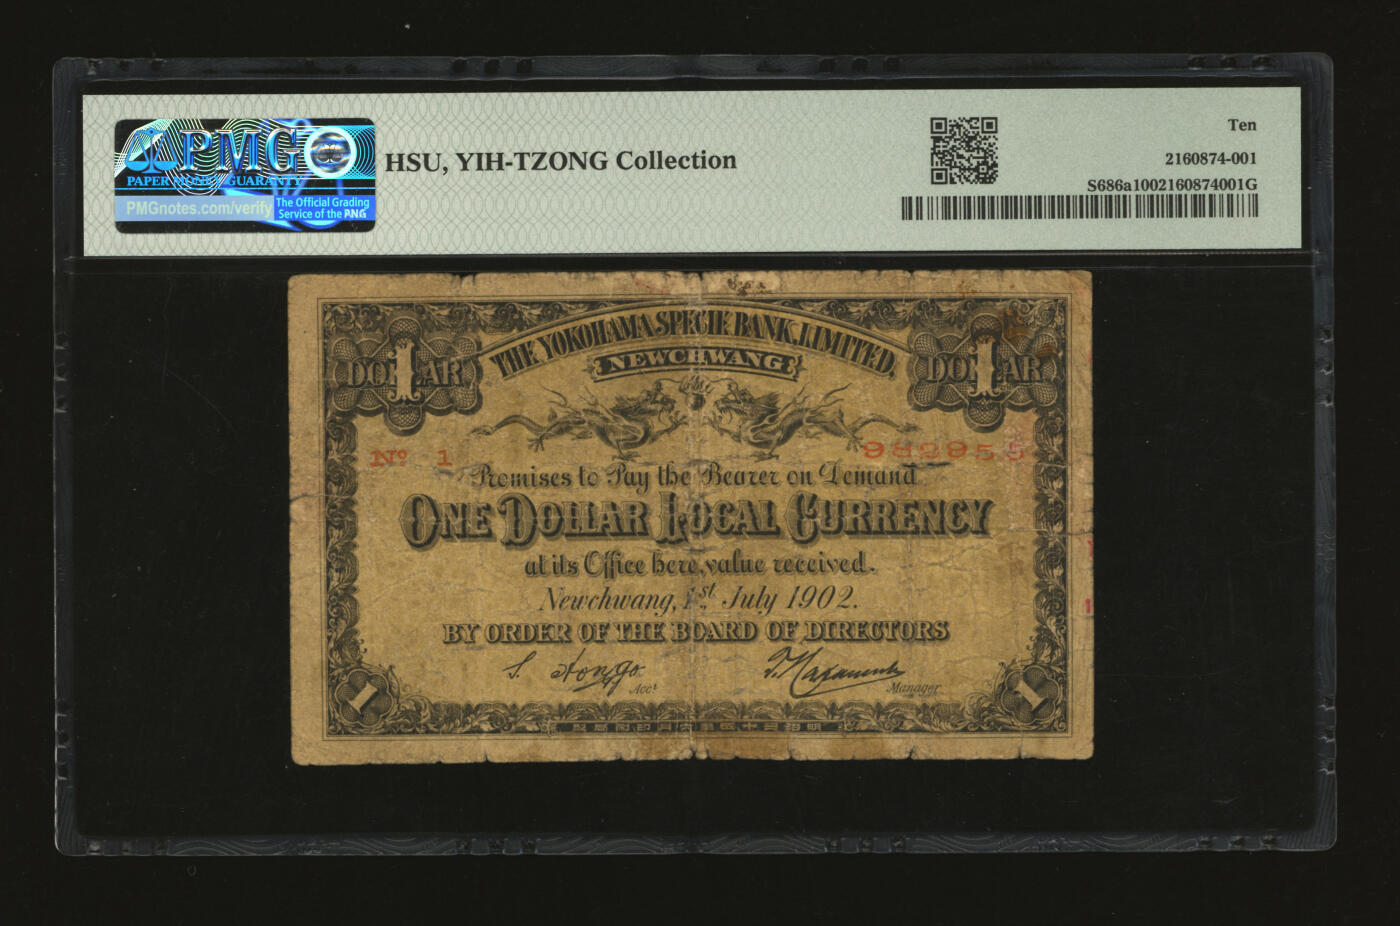 PMG
PAPER MONEY GUARANTY
PMGnotes.com/verify
The Official Grading
Service of the PNG
HSU, YIH-TZONG Collection
Ten
2160874-001
S686a1002160874001G
THE YOKOHAMA SPECIE BANK, LIMITED.
NEWCHWANG
DOLLAR
1
DOLLAR
1
No 1
982955
Promises to Pay the Bearer on Demand
ONE DOLLAR LOCAL CURRENCY
at its Office here, value received.
Newchwang, 1st July 1902.
BY ORDER OF THE BOARD OF DIRECTORS
Acct
Manager
1
1